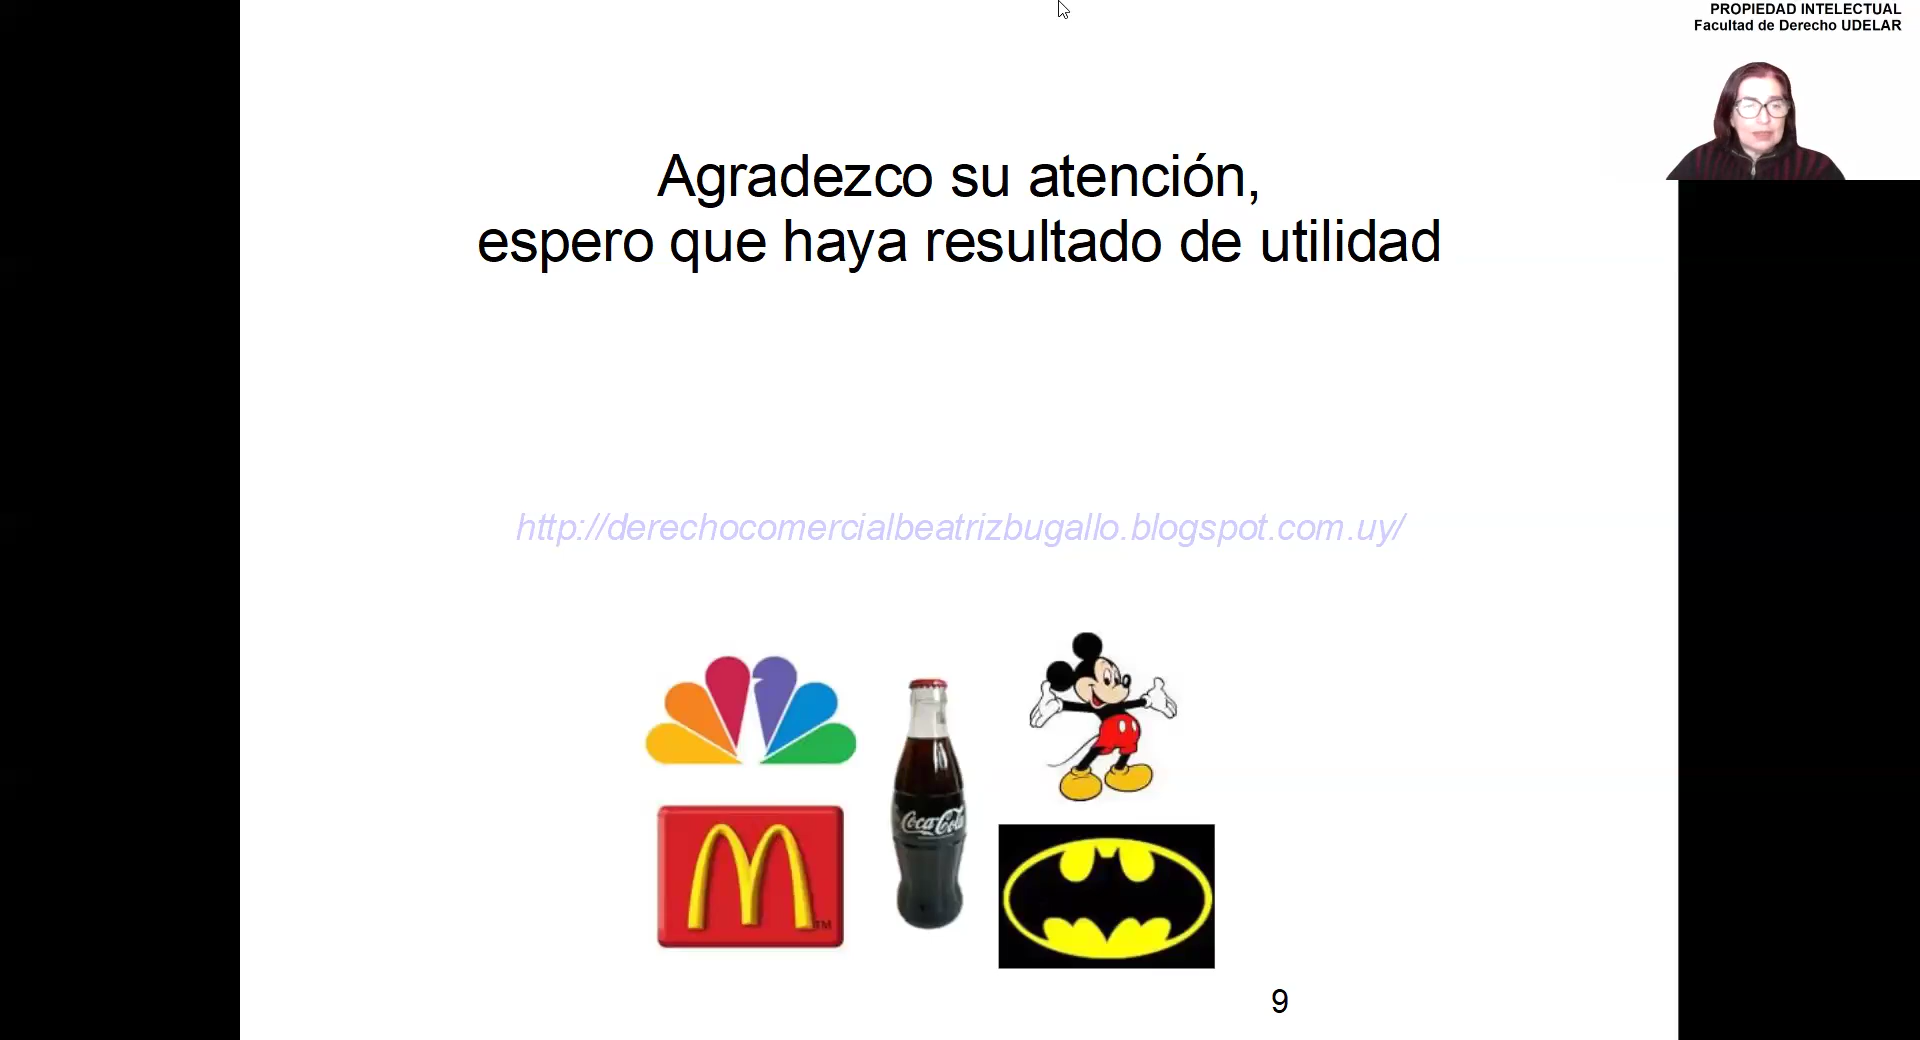 PROPIEDAD INTELECTUAL
Facultad de Derecho UDELAR
Agradezco su atención,
espero que haya resultado de utilidad
http://derechocomercialbeatrizbugallo.blogspot.com.uy/
Coca-Cola
M
TM
9